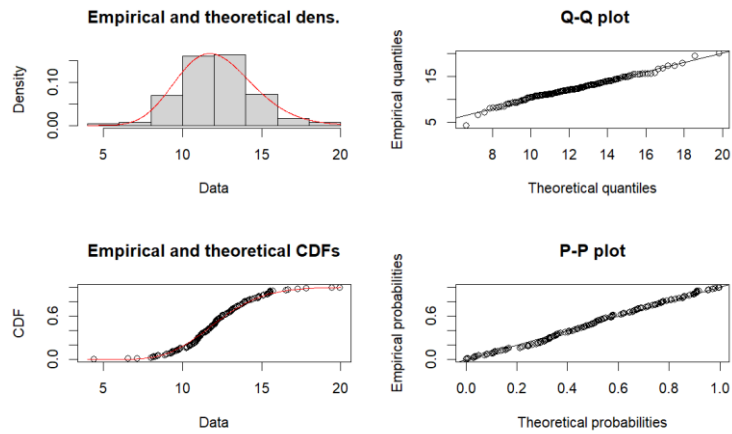 Empirical and theoretical dens.
Density
0.00 0.10
5 10 15 20
Data
Q-Q plot
Empirical quantiles
5 15
8 10 12 14 16 18 20
Theoretical quantiles
Empirical and theoretical CDFs
CDF
0.0 0.6
5 10 15 20
Data
P-P plot
Empirical probabilities
0.0 0.6
0.0 0.2 0.4 0.6 0.8 1.0
Theoretical probabilities